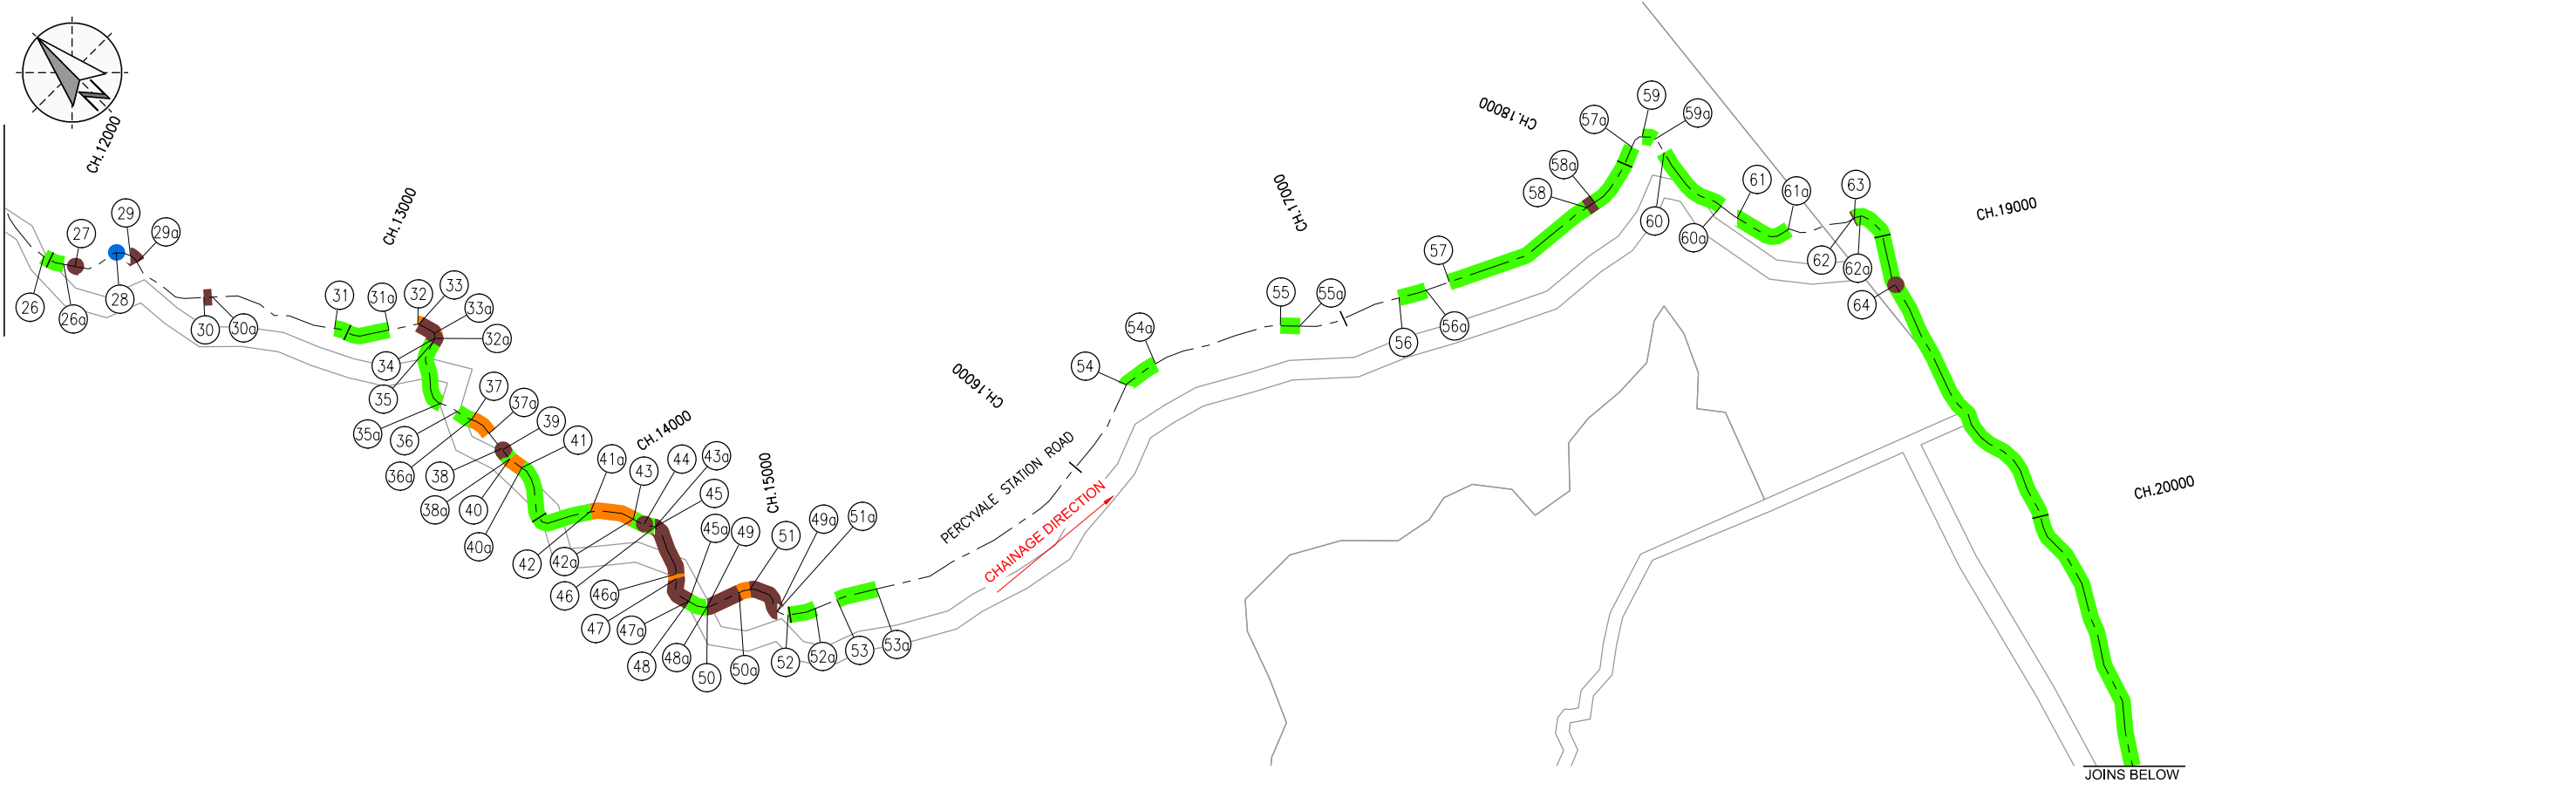 CH.12000
CH.13000
CH.14000
CH.15000
CH.16000
CH.17000
CH.18000
CH.19000
CH.20000
26
26a
27
28
29
29a
30
30a
31
31a
32
33
33a
32a
34
35
35a
36
36a
37
37a
38
38a
39
40
40a
41
41a
42
42a
43
44
43a
45
45a
46
46a
47
47a
48
48a
49
49a
50
50a
51
51a
52
52a
53
53a
PERCYVALE STATION ROAD
CHAINAGE DIRECTION
54
54a
55
55a
56
56a
57
57a
58
58a
59
59a
60
60a
61
61a
62
62a
63
64
JOINS BELOW